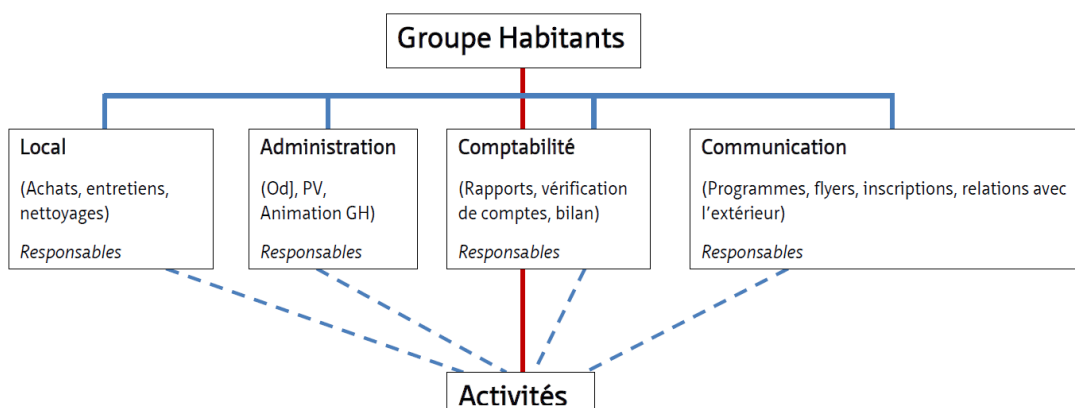 Groupe Habitants
Local
(Achats, entretiens,
nettoyages)
Responsables
Administration
(OdJ, PV,
Animation GH)
Responsables
Comptabilité
(Rapports, vérification
de comptes, bilan)
Responsables
Communication
(Programmes, flyers, inscriptions, relations avec
l'extérieur)
Responsables
Activités